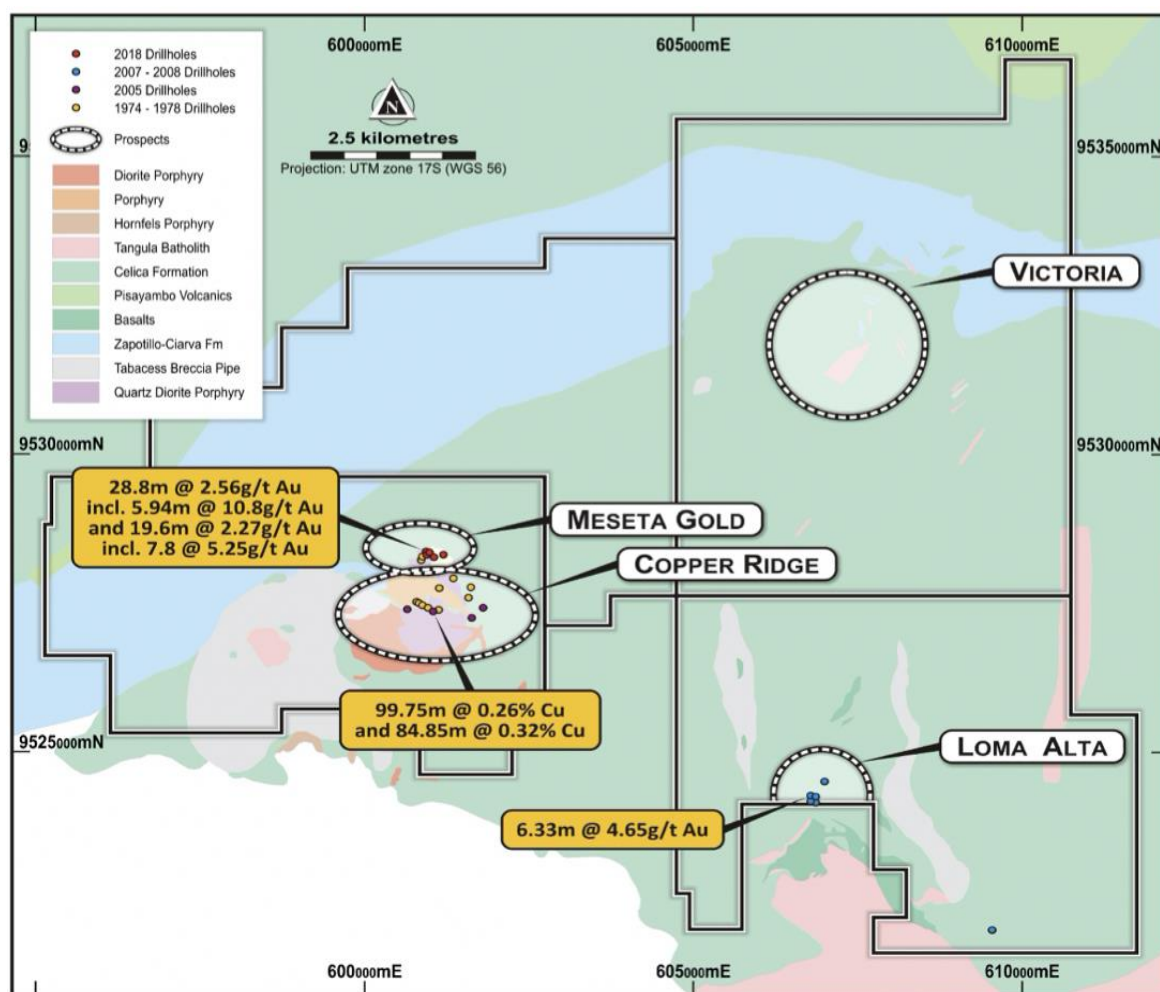 600000mE
605000mE
610000mE
2018 Drillholes
2007 - 2008 Drillholes
2005 Drillholes
1974 - 1978 Drillholes
Prospects
Diorite Porphyry
Porphyry
Hornfels Porphyry
Tangula Batholith
Celica Formation
Pisayambo Volcanics
Basalts
Zapotillo-Ciarva Fm
Tabacess Breccia Pipe
Quartz Diorite Porphyry
N
2.5 kilometres
Projection: UTM zone 17S (WGS 56)
9535000mN
VICTORIA
9530000mN
9530000mN
28.8m @ 2.56g/t Au
incl. 5.94m @ 10.8g/t Au
and 19.6m @ 2.27g/t Au
incl. 7.8 @ 5.25g/t Au
MESETA GOLD
COPPER RIDGE
99.75m @ 0.26% Cu
and 84.85m @ 0.32% Cu
9525000mN
9525000mN
LOMA ALTA
6.33m @ 4.65g/t Au
600000mE
605000mE
610000mE